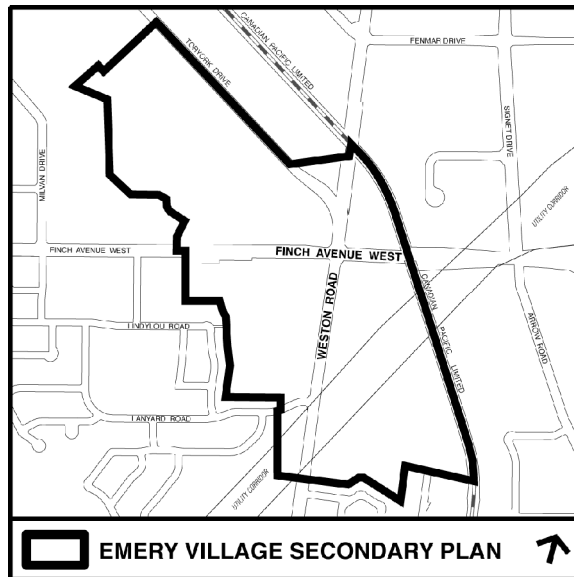 CANADIAN PACIFIC LIMITED
TORYORK DRIVE
FENMAR DRIVE
SIGNET DRIVE
MILVAN DRIVE
UTILITY CORRIDOR
FINCH AVENUE WEST
FINCH AVENUE WEST
CANADIAN PACIFIC LIMITED
WESTON ROAD
LINDYLOU ROAD
ARROW ROAD
LANYARD ROAD
UTILITY CORRIDOR
EMERY VILLAGE SECONDARY PLAN